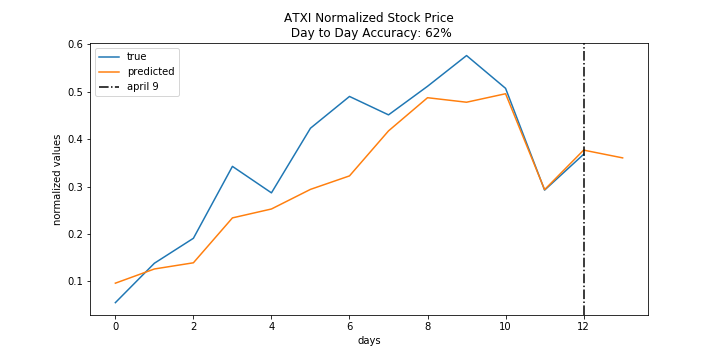 ATXI Normalized Stock Price
Day to Day Accuracy: 62%
true
predicted
april 9
normalized values
0.6
0.5
0.4
0.3
0.2
0.1
0 2 4 6 8 10 12
days